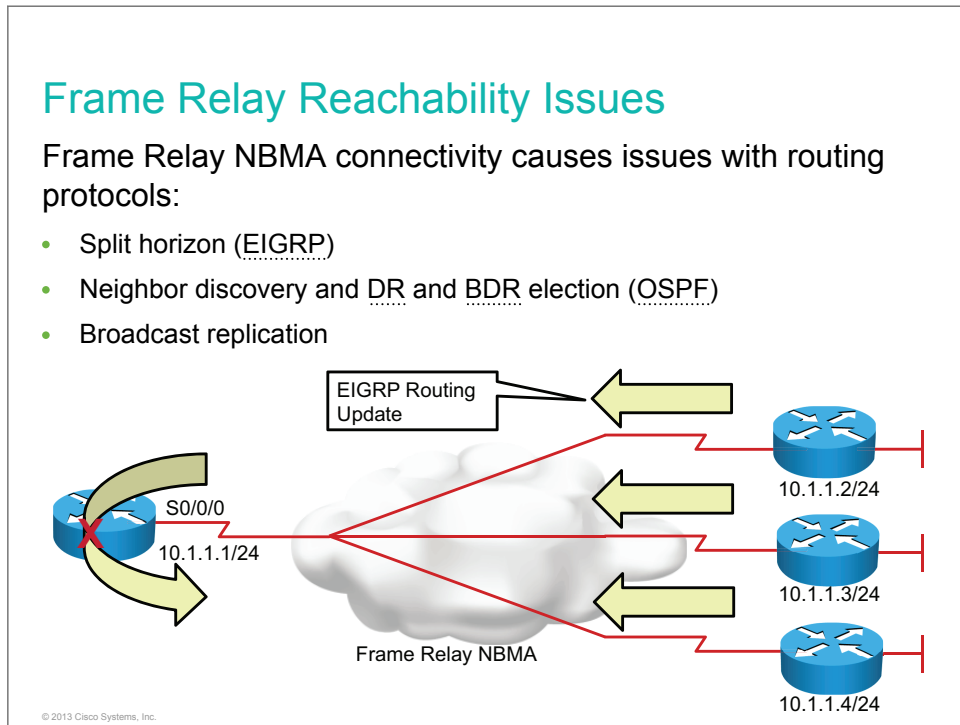 Frame Relay Reachability Issues
Frame Relay NBMA connectivity causes issues with routing
protocols:
• Split horizon (EIGRP)
• Neighbor discovery and DR and BDR election (OSPF)
• Broadcast replication
EIGRP Routing
Update
S0/0/0
10.1.1.1/24
10.1.1.2/24
10.1.1.3/24
10.1.1.4/24
Frame Relay NBMA
© 2013 Cisco Systems, Inc.